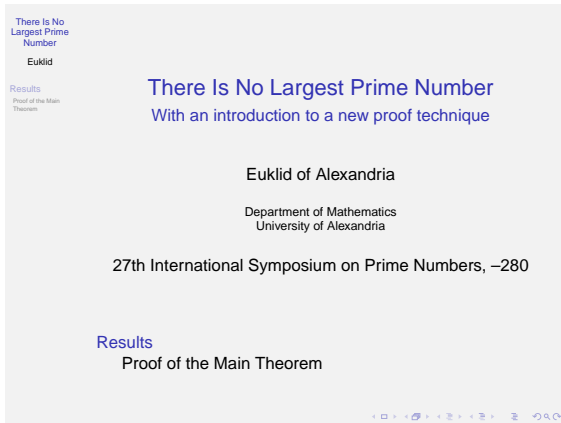 There Is No
Largest Prime
Number
Euklid
Results
Proof of the Main
Theorem
There Is No Largest Prime Number
With an introduction to a new proof technique
Euklid of Alexandria
Department of Mathematics
University of Alexandria
27th International Symposium on Prime Numbers, –280
Results
Proof of the Main Theorem